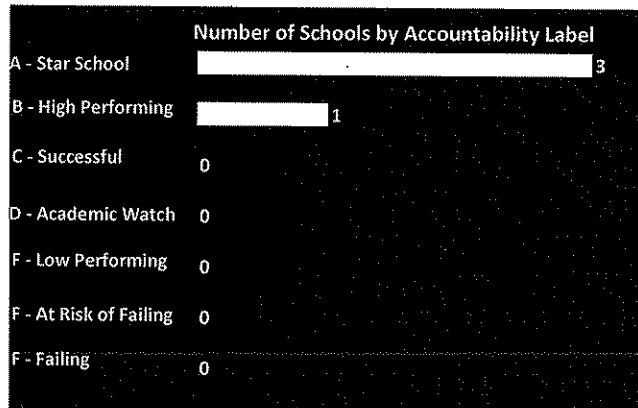 Number of Schools by Accountability Label
A - Star School 3
B - High Performing 1
C - Successful 0
D - Academic Watch 0
F - Low Performing 0
F - At Risk of Failing 0
F - Failing 0